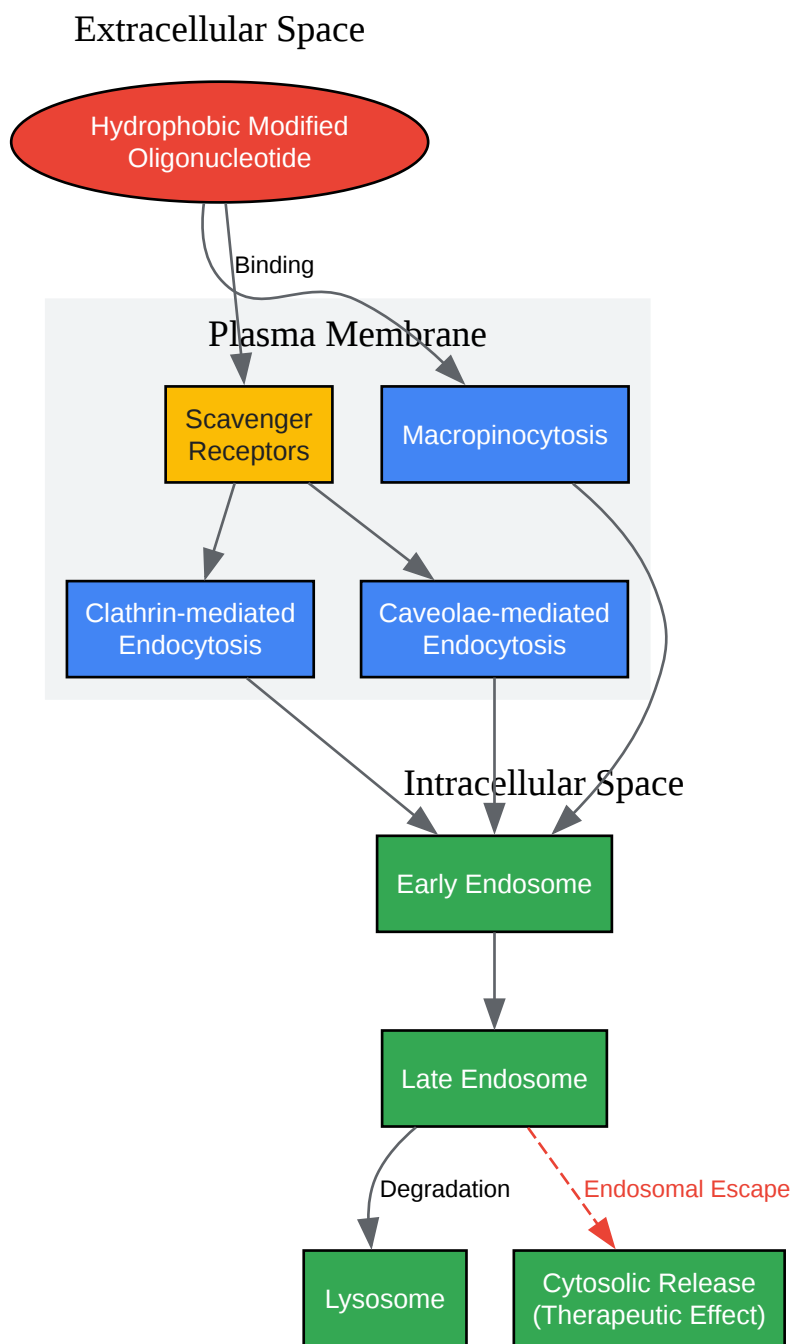 Extracellular Space
Hydrophobic Modified
Oligonucleotide
Binding
Plasma Membrane
Scavenger
Receptors
Macropinocytosis
Clathrin-mediated
Endocytosis
Caveolae-mediated
Endocytosis
Intracellular Space
Early Endosome
Late Endosome
Degradation
Endosomal Escape
Lysosome
Cytosolic Release
(Therapeutic Effect)